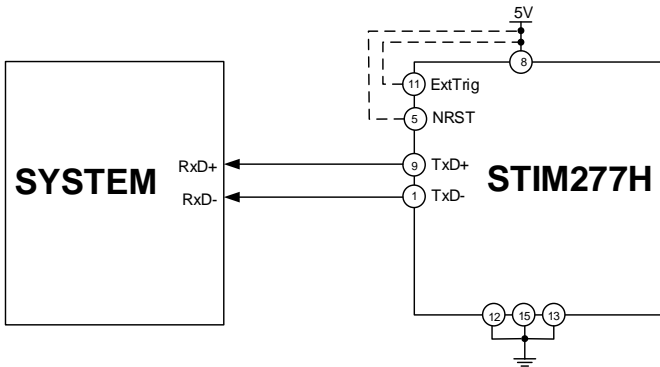 5V
8
11 ExtTrig
5 NRST
RxD+ 9 TxD+
SYSTEM STIM277H
RxD- 1 TxD-
12 15 13